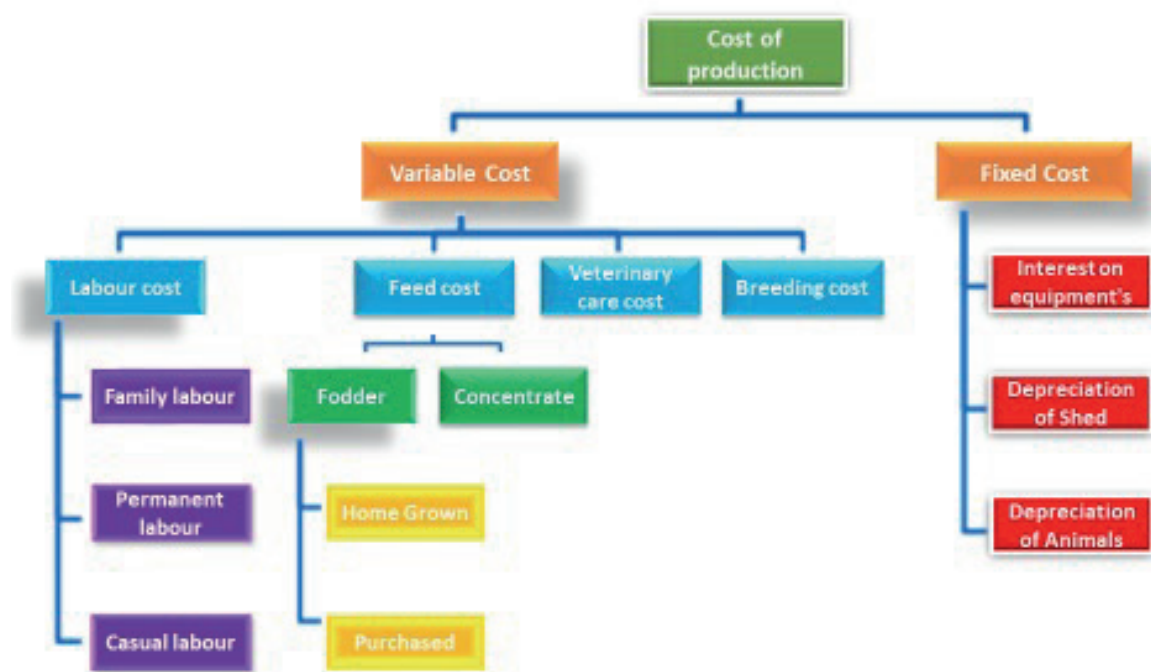 Cost of
production
Variable Cost
Fixed Cost
Labour cost
Feed cost
Veterinary
care cost
Breeding cost
Interest on
equipment's
Family labour
Fodder
Concentrate
Depreciation
of Shed
Permanent
labour
Home Grown
Depreciation
of Animals
Casual labour
Purchased